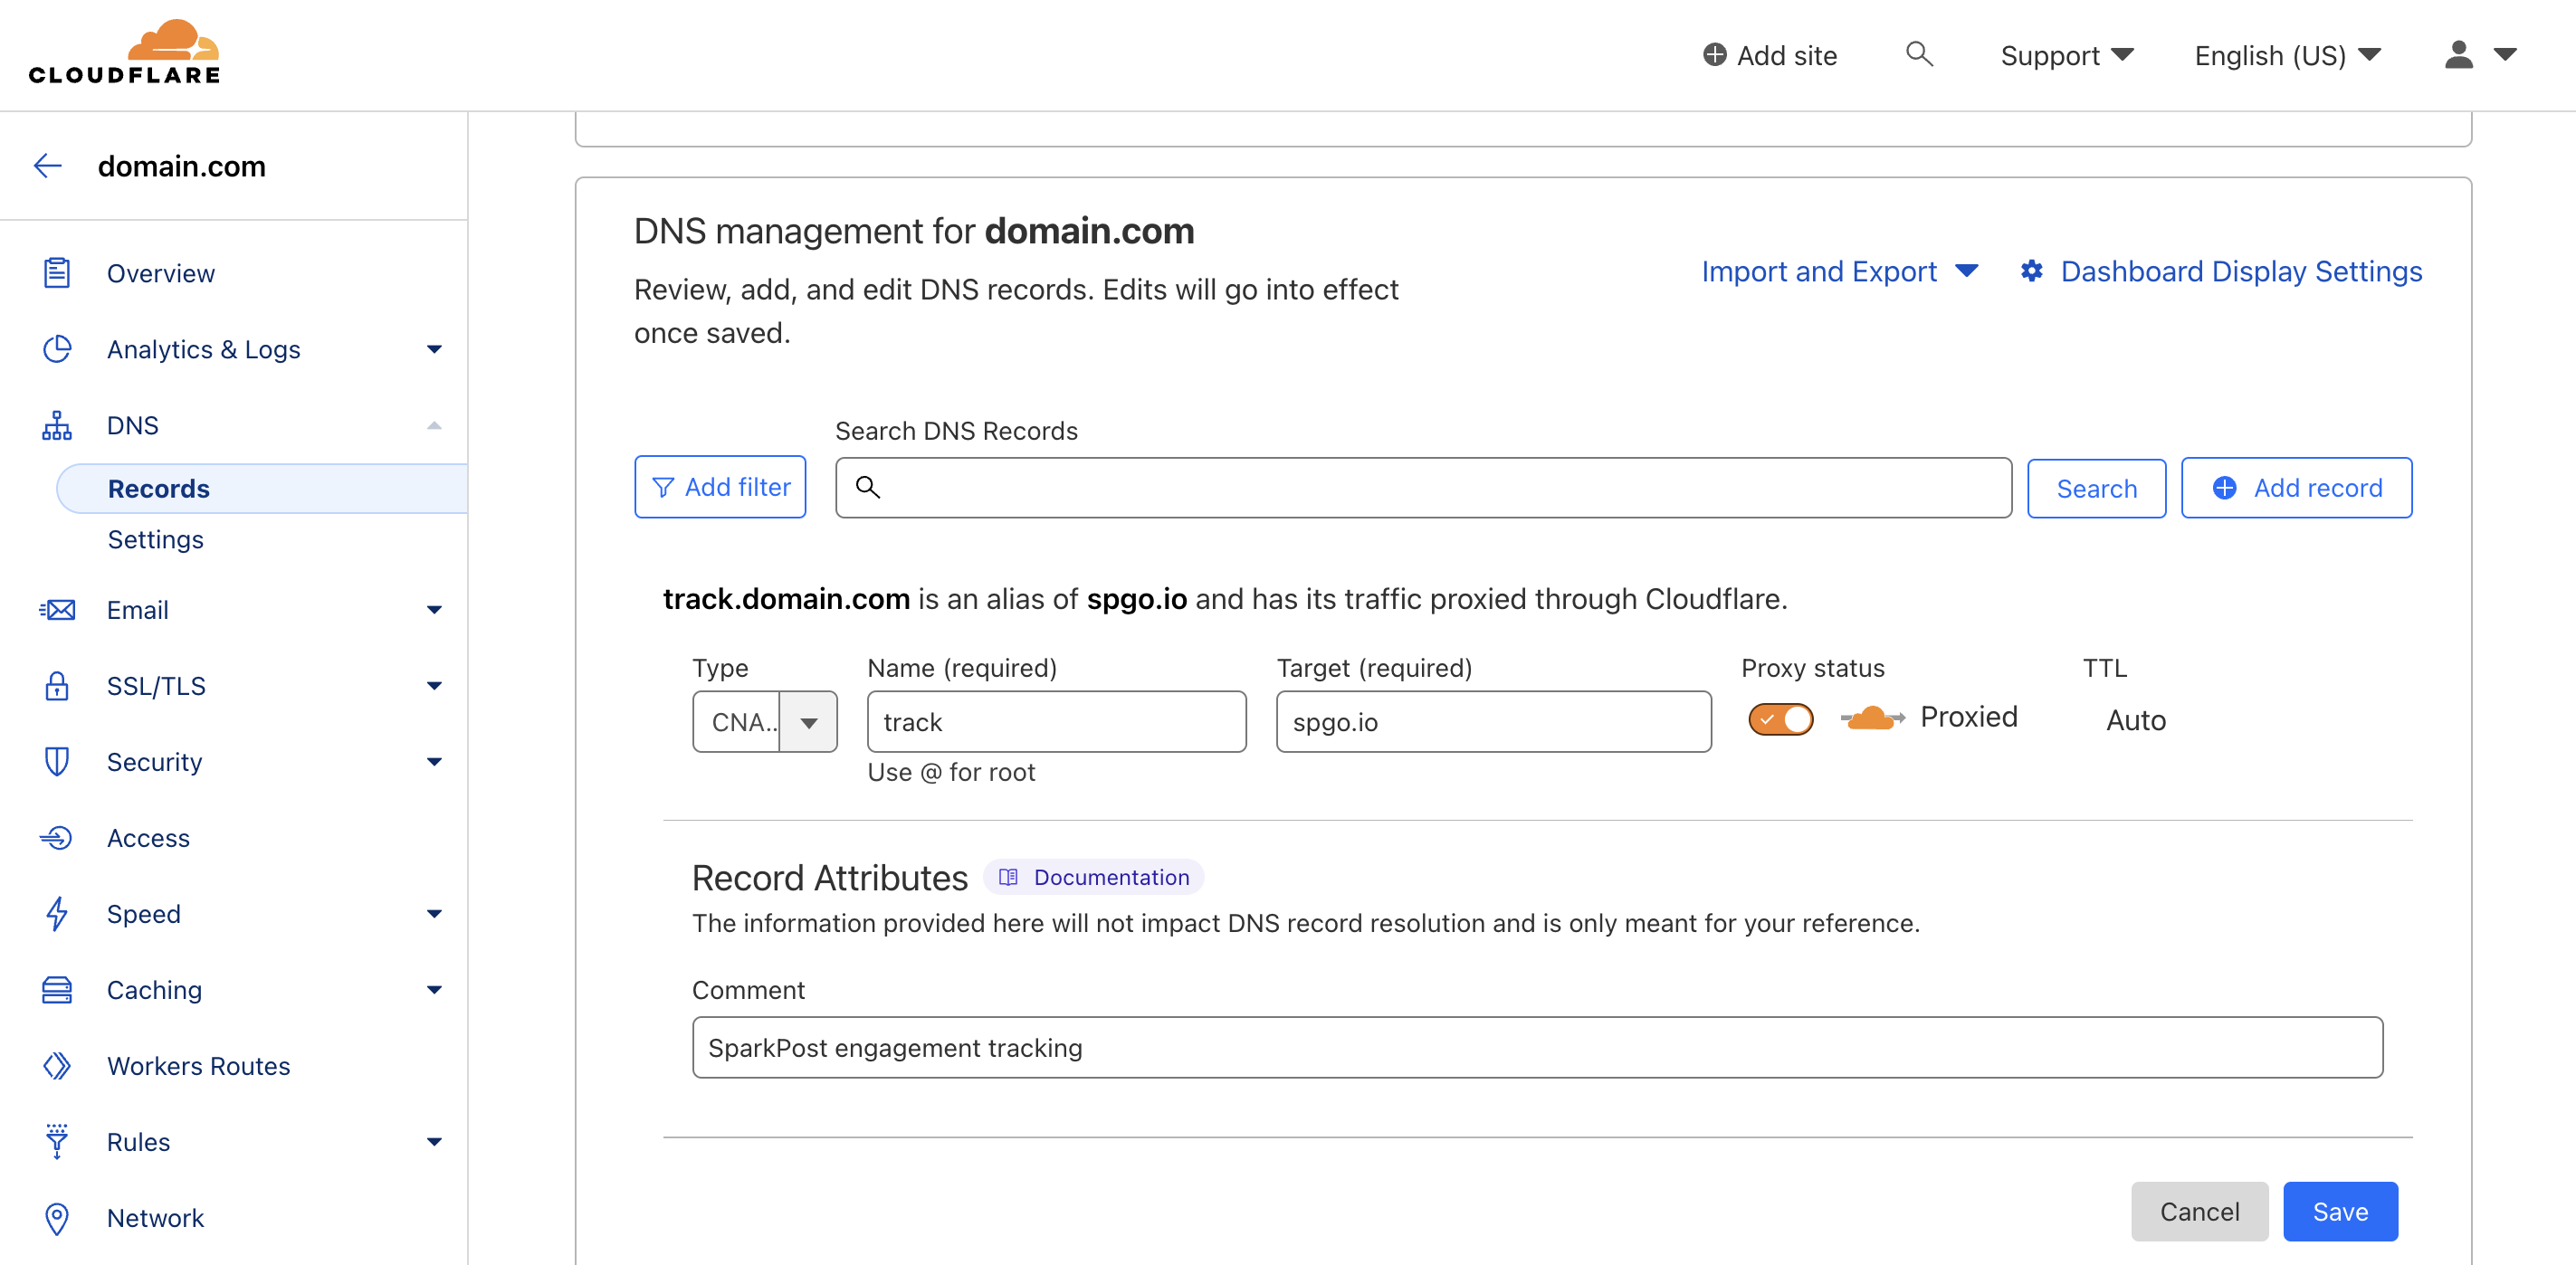 CLOUDFLARE
Add site
Support
English (US)
domain.com
Overview
Analytics & Logs
DNS
Records
Settings
Email
SSL/TLS
Security
Access
Speed
Caching
Workers Routes
Rules
Network
DNS management for domain.com
Review, add, and edit DNS records. Edits will go into effect
once saved.
Import and Export
Dashboard Display Settings
Search DNS Records
Add filter
Search
Add record
track.domain.com is an alias of spgo.io and has its traffic proxied through Cloudflare.
Type
Name (required)
Target (required)
Proxy status
TTL
CNA..
track
spgo.io
Proxied
Auto
Use @ for root
Record Attributes
Documentation
The information provided here will not impact DNS record resolution and is only meant for your reference.
Comment
SparkPost engagement tracking
Cancel
Save